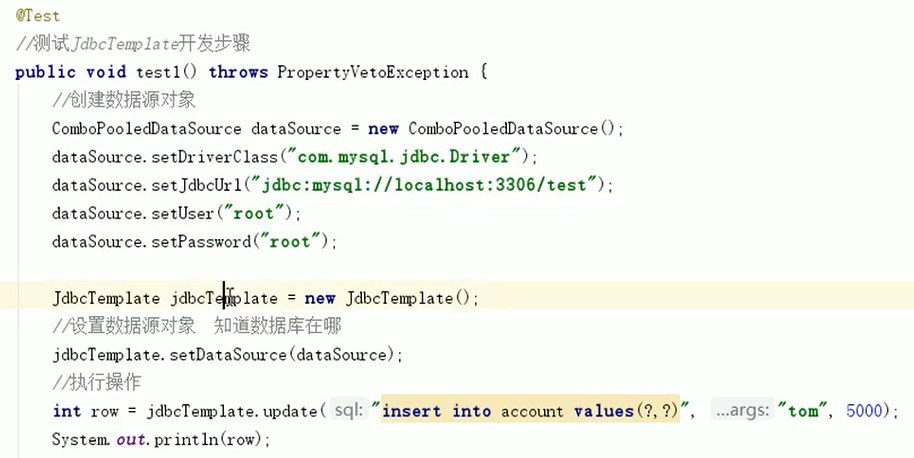 @Test
//测试JdbcTemplate开发步骤
public void test1() throws PropertyVetoException {
//创建数据源对象
ComboPooledDataSource dataSource = new ComboPooledDataSource();
dataSource.setDriverClass("com.mysql.jdbc.Driver");
dataSource.setJdbcUrl("jdbc:mysql://localhost:3306/test");
dataSource.setUser("root");
dataSource.setPassword("root");
JdbcTemplate jdbcTemplate = new JdbcTemplate();
//设置数据源对象 知道数据库在哪
jdbcTemplate.setDataSource(dataSource);
//执行操作
int row = jdbcTemplate.update( sql: "insert into account values(?,?)", ...args: "tom", 5000);
System.out.println(row);